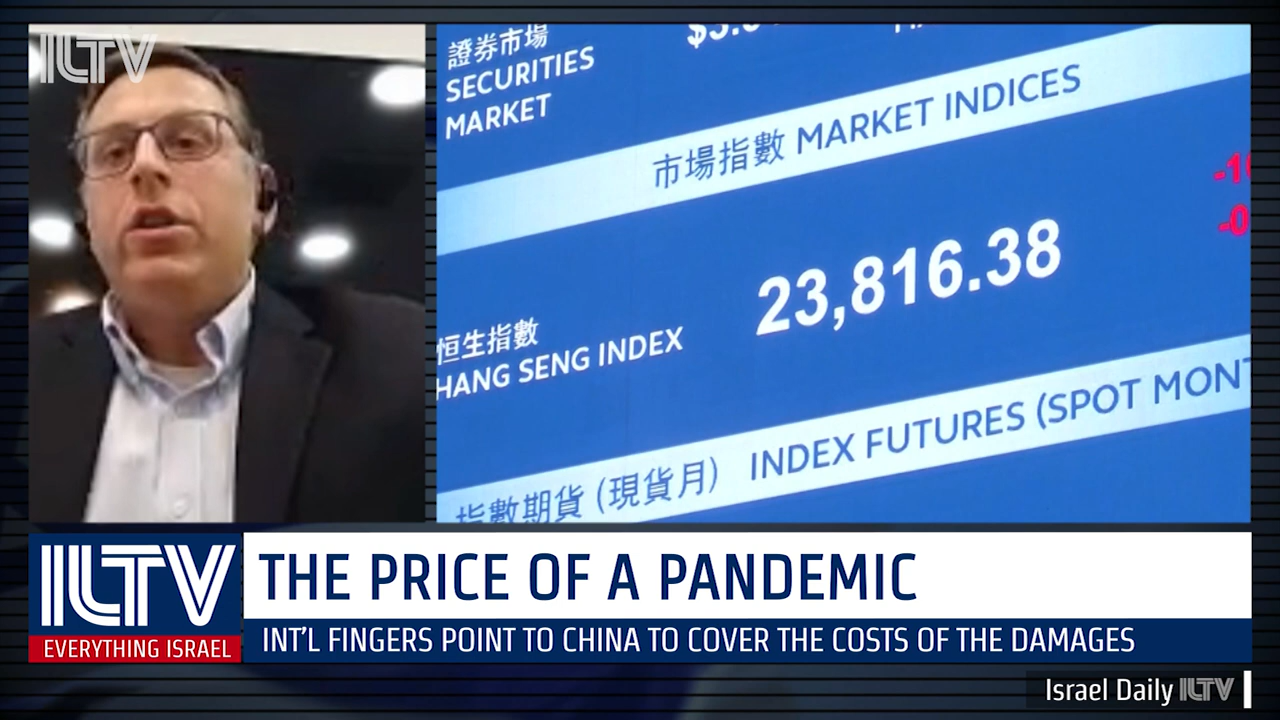 ILTV
證券市場
SECURITIES
MARKET
市場指數 MARKET INDICES
23,816.38
恒生指數
HANG SENG INDEX
指數期貨 (現貨月) INDEX FUTURES (SPOT
ILTV
EVERYTHING ISRAEL
THE PRICE OF A PANDEMIC
INT'L FINGERS POINT TO CHINA TO COVER THE COSTS OF THE DAMAGES
Israel Daily ILTV